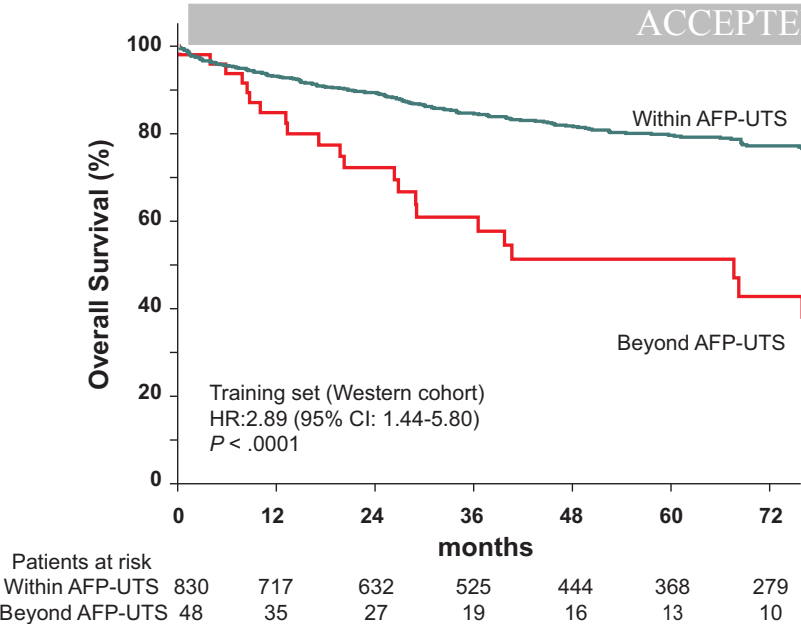 ACCEPTE
100
80
60
40
20
0
Overall Survival (%)
Within AFP-UTS
Beyond AFP-UTS
Training set (Western cohort)
HR:2.89 (95% CI: 1.44-5.80)
P < .0001
0 12 24 36 48 60 72
months
Patients at risk
Within AFP-UTS 830 717 632 525 444 368 279
Beyond AFP-UTS 48 35 27 19 16 13 10